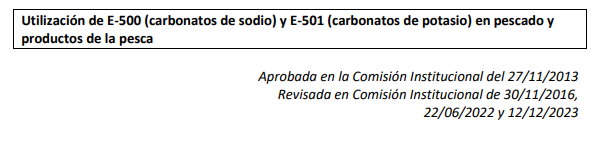 Utilización de E-500 (carbonatos de sodio) y E-501 (carbonatos de potasio) en pescado y
productos de la pesca
Aprobada en la Comisión Institucional del 27/11/2013
Revisada en Comisión Institucional de 30/11/2016,
22/06/2022 y 12/12/2023